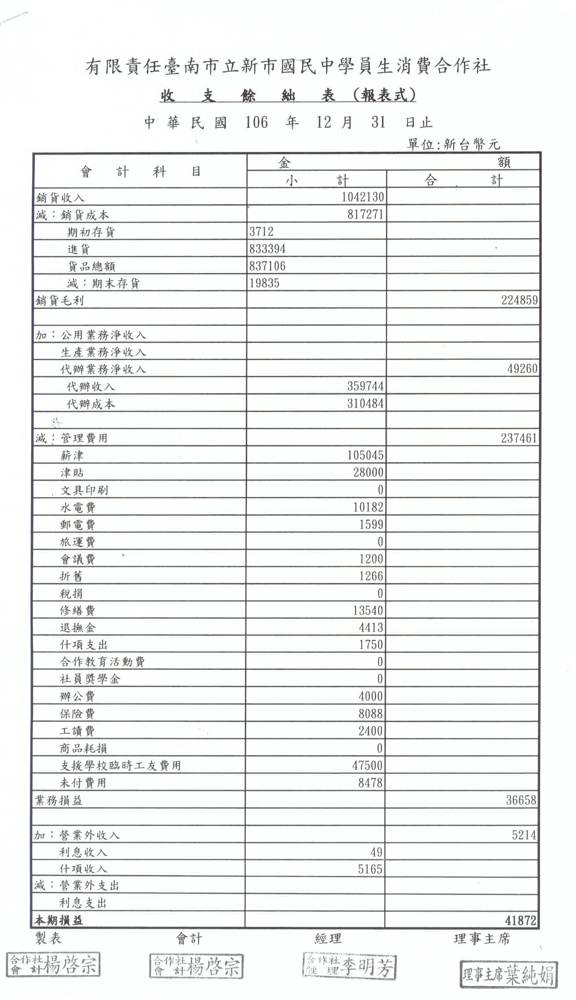 有限責任臺南市立新市國民中學員生消費合作社
收支餘絀表(報表式)
中華民國 106 年 12 月 31 日止
單位:新台幣元
會計科目 金額
小計 合計
銷貨收入 1042130
減：銷貨成本 817271
期初存貨 3712
進貨 833394
貨品總額 837106
減：期末存貨 19835
銷貨毛利 224859
加：公用業務淨收入
生產業務淨收入
代辦業務淨收入 49260
代辦收入 359744
代辦成本 310484
減：管理費用 237461
薪津 105045
津貼 28000
文具印刷 0
水電費 10182
郵電費 1599
旅運費 0
會議費 1200
折舊 1266
稅捐 0
修繕費 13540
退撫金 4413
什項支出 1750
合作教育活動費 0
社員獎學金 0
辦公費 4000
保險費 8088
工讀費 2400
商品耗損 0
支援學校臨時工友費用 47500
未付費用 8478
業務損益 36658
加：營業外收入 5214
利息收入 49
什項收入 5165
減：營業外支出
利息支出
本期損益 41872
製表 會計 經理 理事主席
合作社會計楊啓宗 合作社會計楊啓宗 合作社經理李明芳 理事主席葉純娟